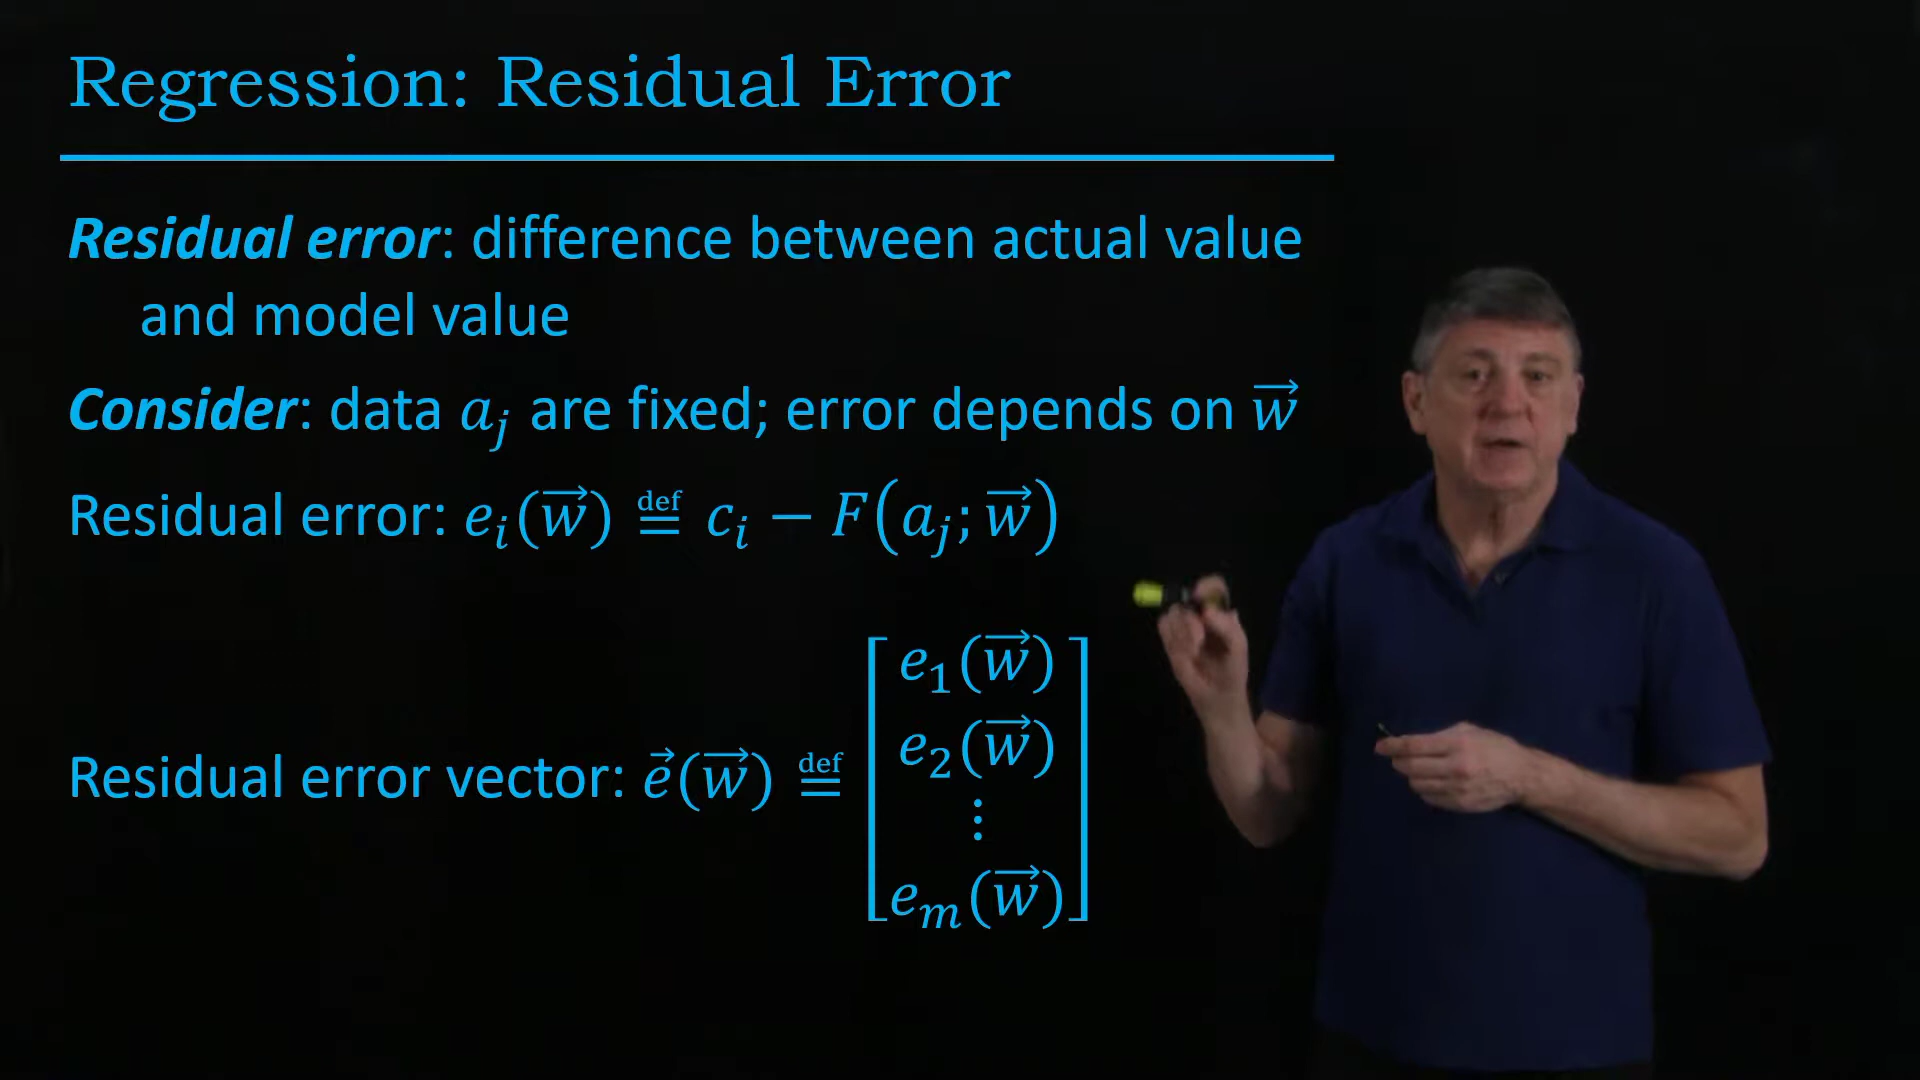 Regression: Residual Error
Residual error: difference between actual value
and model value
Consider: data a_j are fixed; error depends on w⃗
Residual error: e_i(w⃗) ≝ c_i − F(a_j; w⃗)
e_1(w⃗)
e_2(w⃗)
⋮
Residual error vector: e⃗(w⃗) ≝
e_m(w⃗)